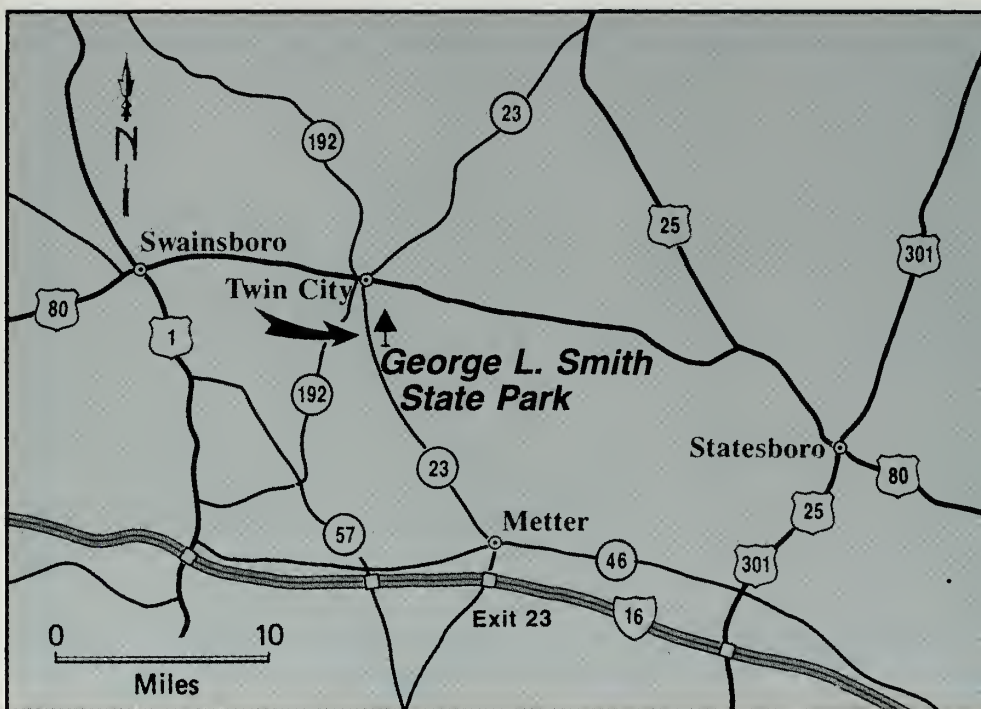 192
23
N
25
Swainsboro
301
Twin City
80
1
George L. Smith
State Park
192
Statesboro
23
80
25
Metter
57
46
301
Exit 23
16
0 10
Miles